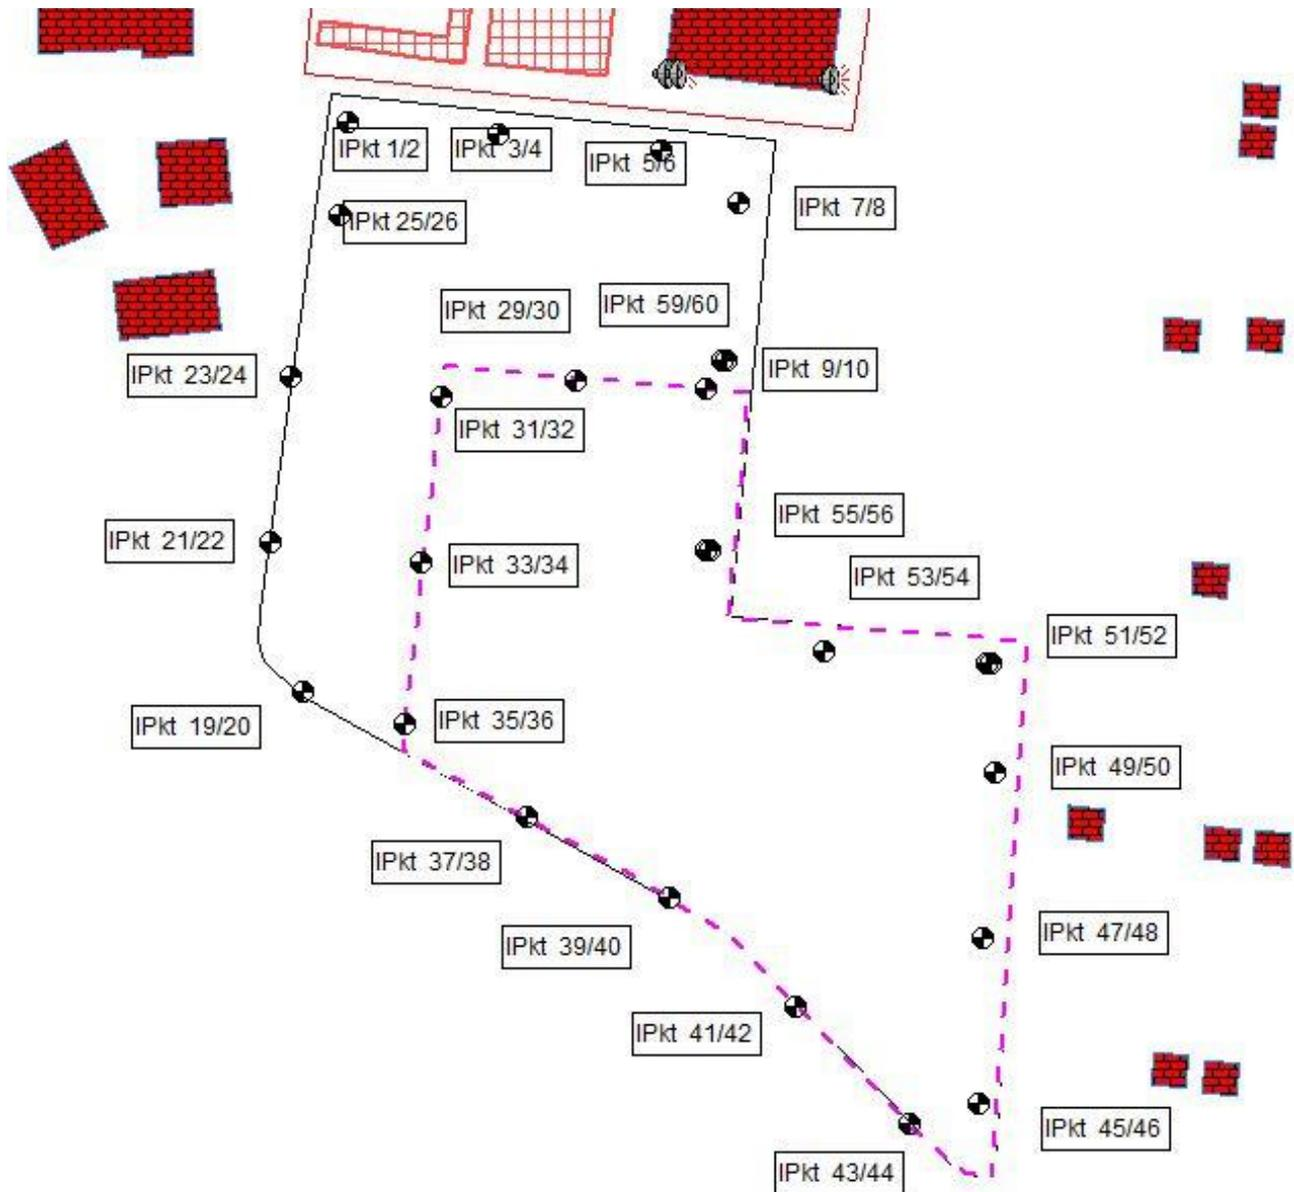 IPkt 1/2
IPkt 3/4
IPkt 5/6
IPkt 7/8
IPkt 25/26
IPkt 29/30
IPkt 59/60
IPkt 23/24
IPkt 9/10
IPkt 31/32
IPkt 55/56
IPkt 21/22
IPkt 33/34
IPkt 53/54
IPkt 51/52
IPkt 19/20
IPkt 35/36
IPkt 49/50
IPkt 37/38
IPkt 39/40
IPkt 47/48
IPkt 41/42
IPkt 45/46
IPkt 43/44